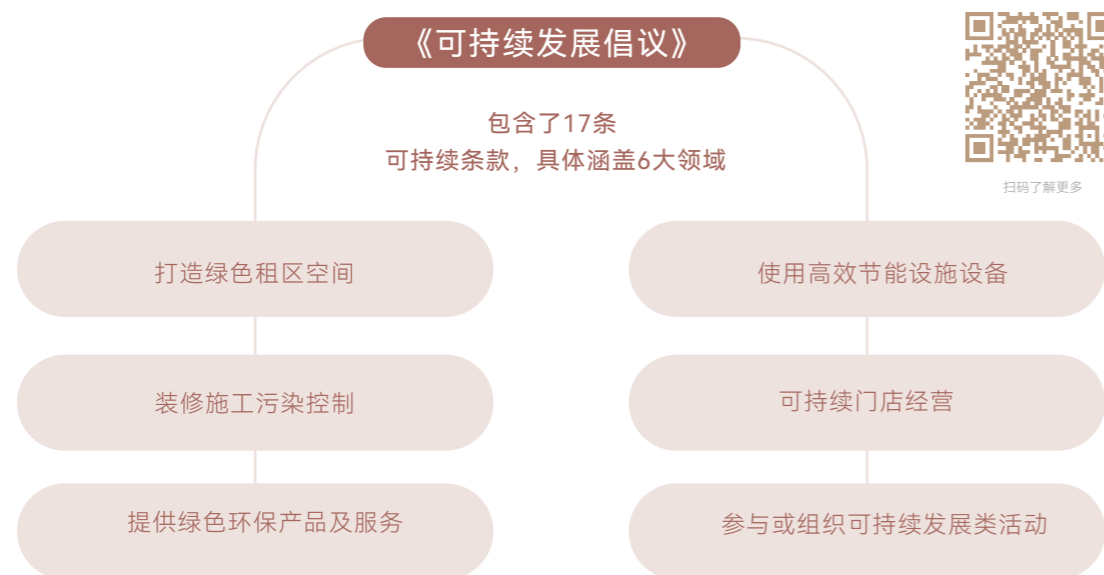 《可持续发展倡议》
包含了17条
可持续条款，具体涵盖6大领域
扫码了解更多
打造绿色租区空间
使用高效节能设施设备
装修施工污染控制
可持续门店经营
提供绿色环保产品及服务
参与或组织可持续发展类活动